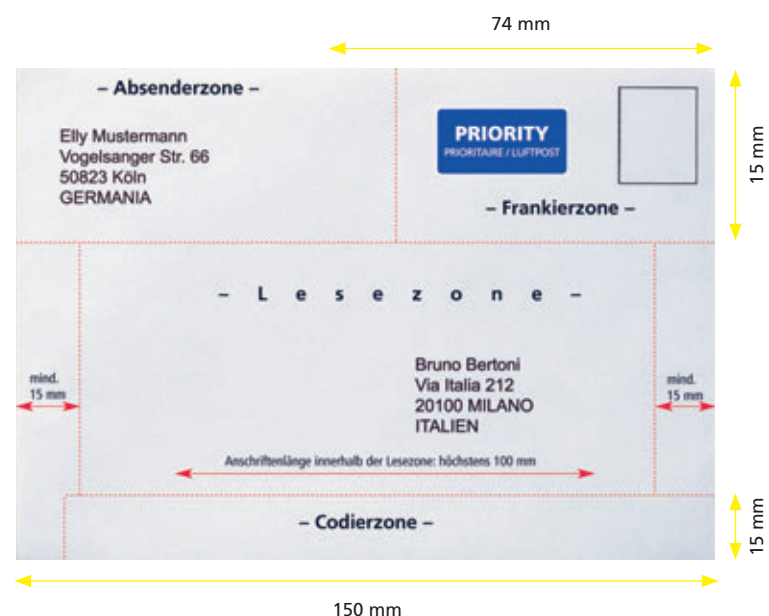 74 mm
– Absenderzone –
Elly Mustermann
Vogelsanger Str. 66
50823 Köln
GERMANIA
PRIORITY
PRIORITAIRE / LUFTPOST
– Frankierzone –
15 mm
– L e s e z o n e –
mind.
15 mm
Bruno Bertoni
Via Italia 212
20100 MILANO
ITALIEN
mind.
15 mm
Anschriftenlänge innerhalb der Lesezone: höchstens 100 mm
– Codierzone –
15 mm
150 mm